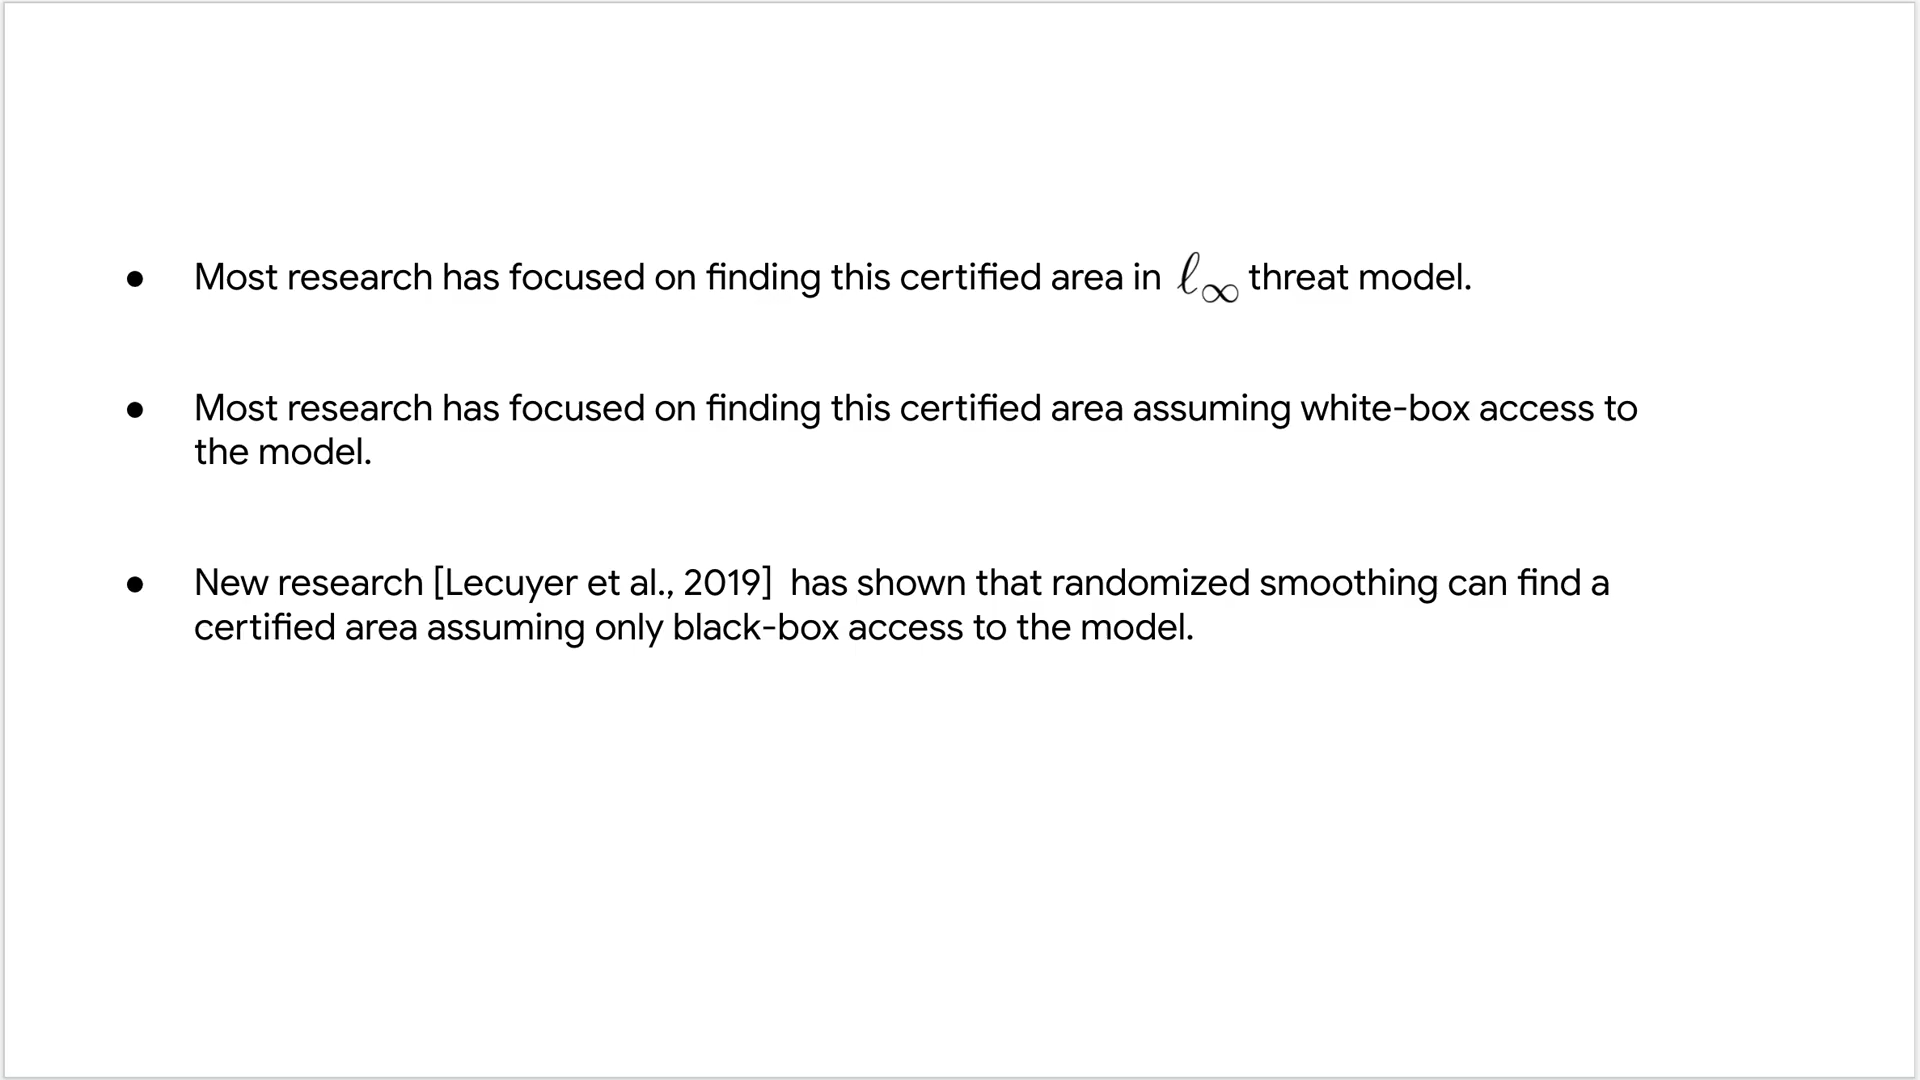 ● Most research has focused on finding this certified area in ℓ∞ threat model.
● Most research has focused on finding this certified area assuming white-box access to
the model.
● New research [Lecuyer et al., 2019]  has shown that randomized smoothing can find a
certified area assuming only black-box access to the model.